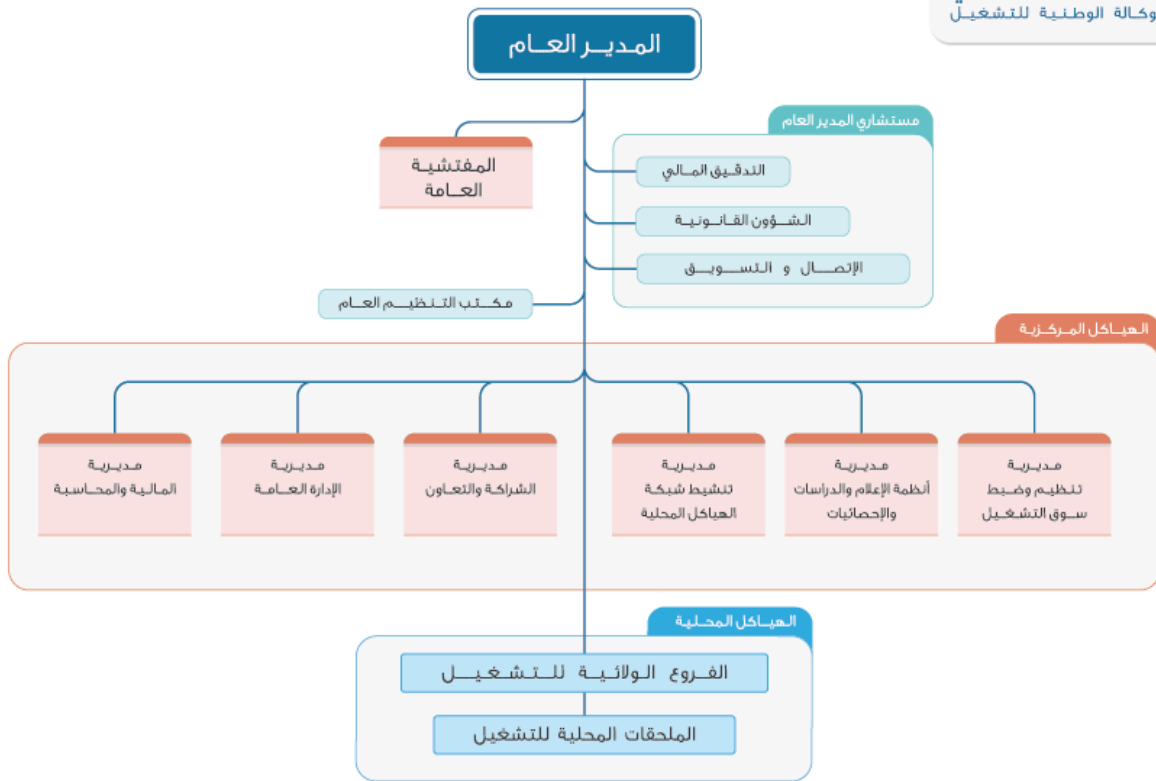 وكالة الوطنية للتشغيل
المدير العام
مستشاري المدير العام
المفتشية
العامة
التدقيق المالي
الشؤون القانونية
الإتصال و التسويق
مكتب التنظيم العام
الهياكل المركزية
مديرية
تنظيم وضبط
سوق التشغيل
مديرية
أنظمة الإعلام والدراسات
والإحصائيات
مديرية
تنشيط شبكة
الهياكل المحلية
مديرية
الشراكة والتعاون
مديرية
الإدارة العامة
مديرية
المالية والمحاسبة
الهياكل المحلية
الفروع الولائية للتشغيل
الملحقات المحلية للتشغيل